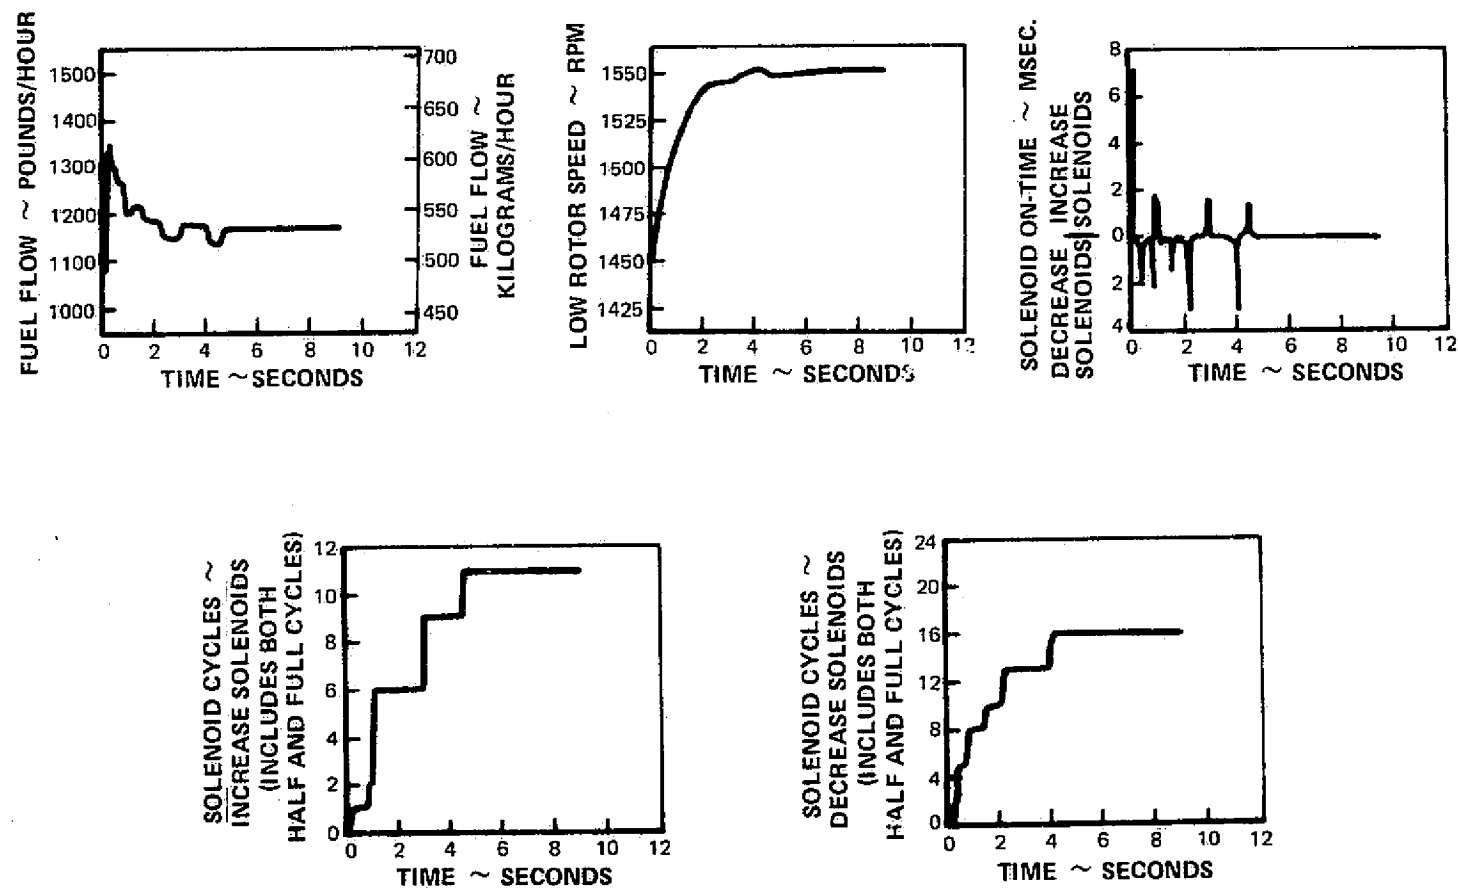 FUEL FLOW ~ POUNDS/HOUR
1500
1400
1300
1200
1100
1000
700
650
600
550
500
450
FUEL FLOW ~
KILOGRAMS/HOUR
0 2 4 6 8 10 12
TIME ~ SECONDS
LOW ROTOR SPEED ~ RPM
1550
1525
1500
1475
1450
1425
0 2 4 6 8 10 12
TIME ~ SECONDS
SOLENOID ON-TIME ~ MSEC.
DECREASE INCREASE
SOLENOIDS SOLENOIDS
8
6
4
2
0
2
4
0 2 4 6 8 10 12
TIME ~ SECONDS
SOLENOID CYCLES ~
INCREASE SOLENOIDS
(INCLUDES BOTH
HALF AND FULL CYCLES)
12
10
8
6
4
2
0
0 2 4 6 8 10 12
TIME ~ SECONDS
SOLENOID CYCLES ~
DECREASE SOLENOIDS
(INCLUDES BOTH
HALF AND FULL CYCLES)
24
20
16
12
8
4
0
0 2 4 6 8 10 12
TIME ~ SECONDS